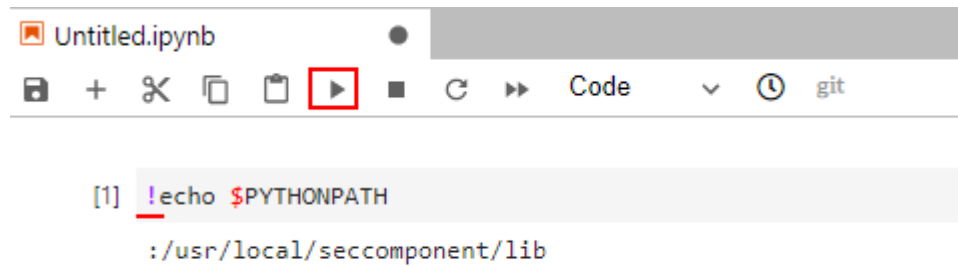 Untitled.ipynb
Code git
[1] !echo $PYTHONPATH
:/usr/local/seccomponent/lib